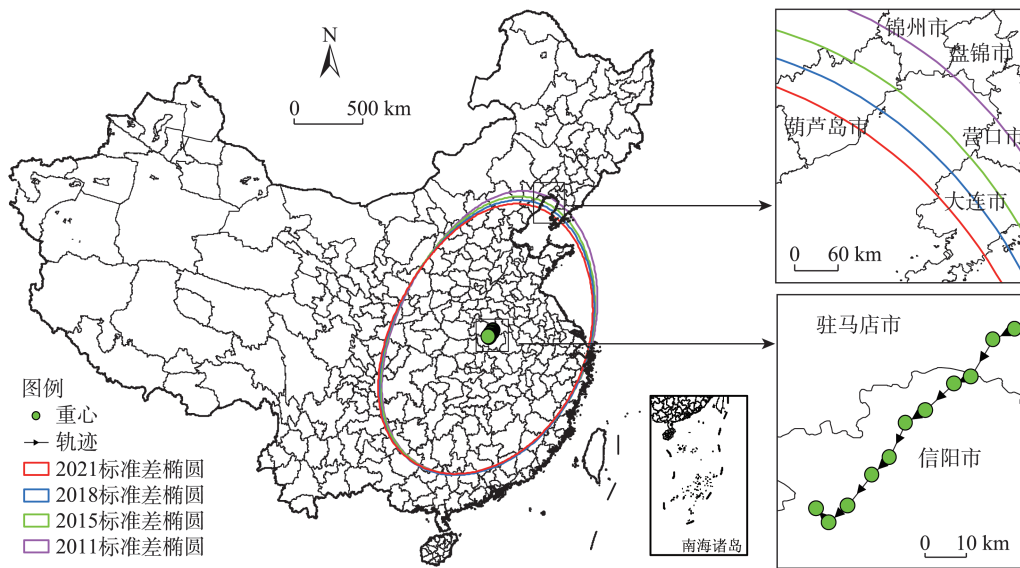 N
0 500 km
图例
重心
轨迹
2021标准差椭圆
2018标准差椭圆
2015标准差椭圆
2011标准差椭圆
南海诸岛
锦州市
盘锦市
葫芦岛市
营口市
大连市
0 60 km
驻马店市
信阳市
0 10 km